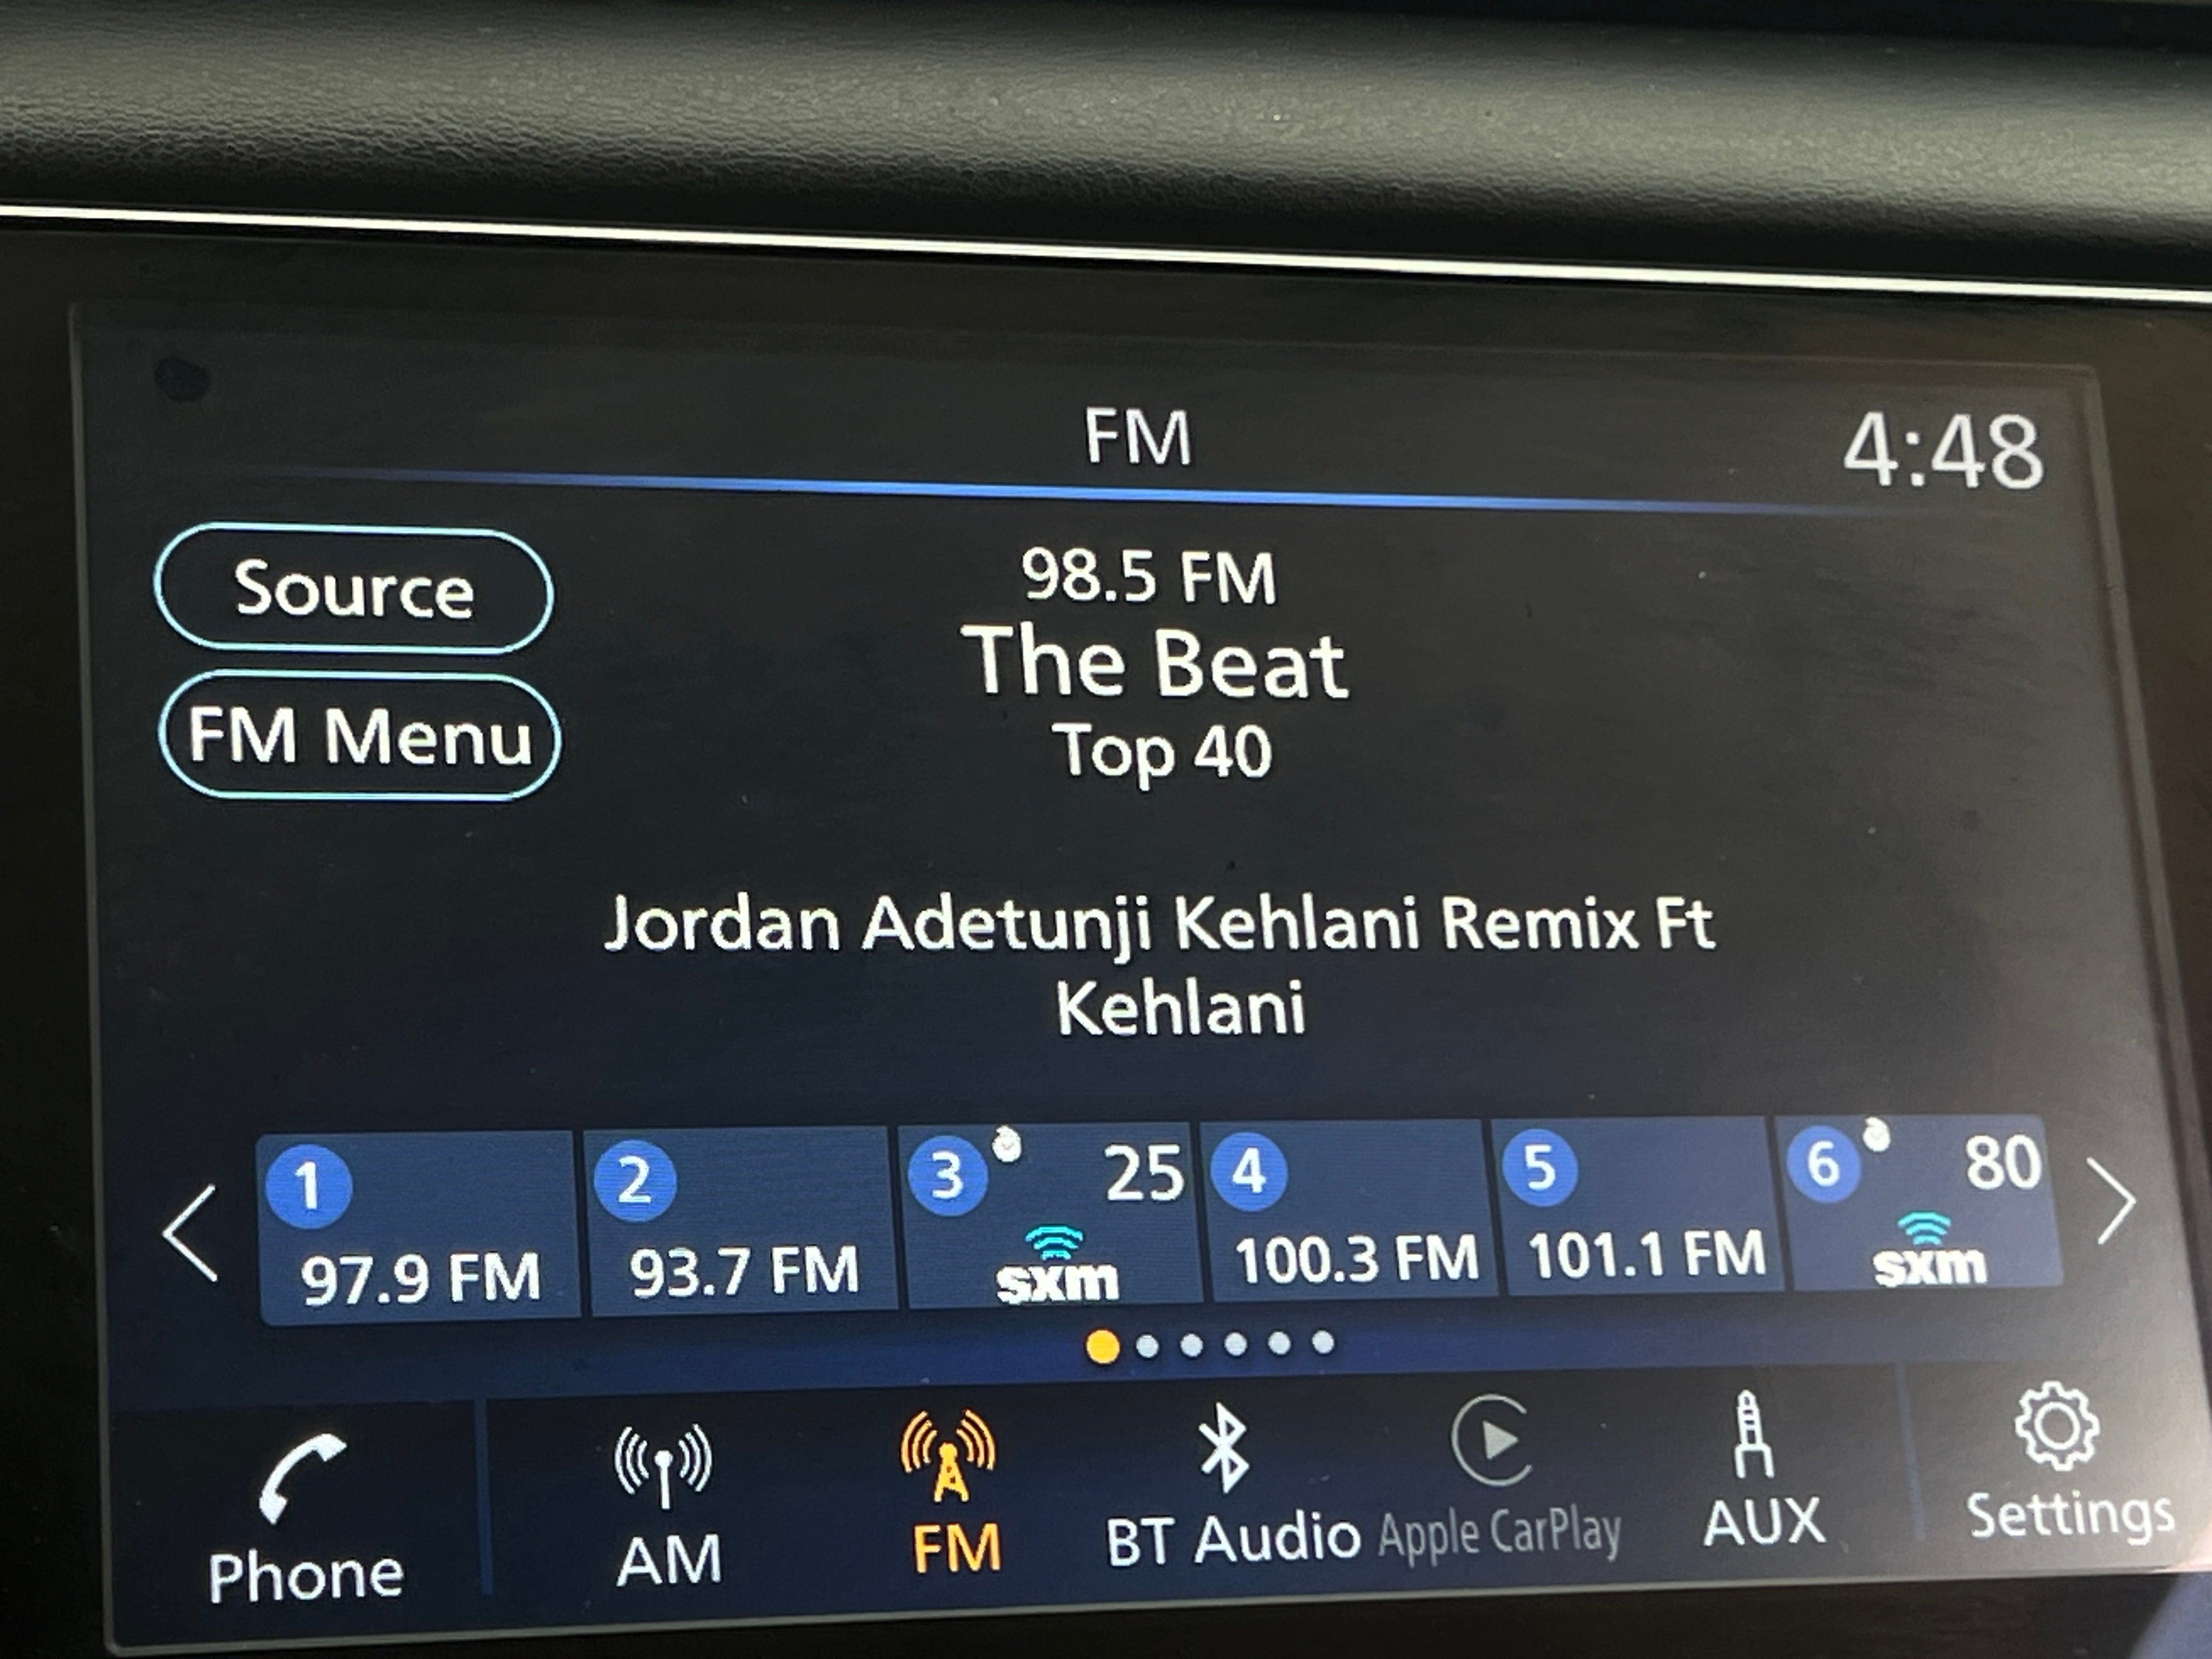 FM
4:48
Source
98.5 FM
The Beat
FM Menu
Top 40
Jordan Adetunji Kehlani Remix Ft
Kehlani
1
97.9 FM
2
93.7 FM
3 25
sxm
4
100.3 FM
5
101.1 FM
6 80
sxm
Phone
AM
FM
BT Audio
Apple CarPlay
AUX
Settings